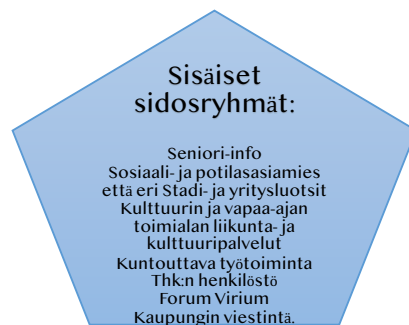 Sisäiset
sidosryhmät:
Seniori-info
Sosiaali- ja potilasasiamies
että eri Stadi- ja yritysluotsit
Kulttuurin ja vapaa-ajan
toimialan liikunta- ja
kulttuuripalvelut
Kuntouttava työtoiminta
Thk:n henkilöstö
Forum Virium
Kaupungin viestintä.